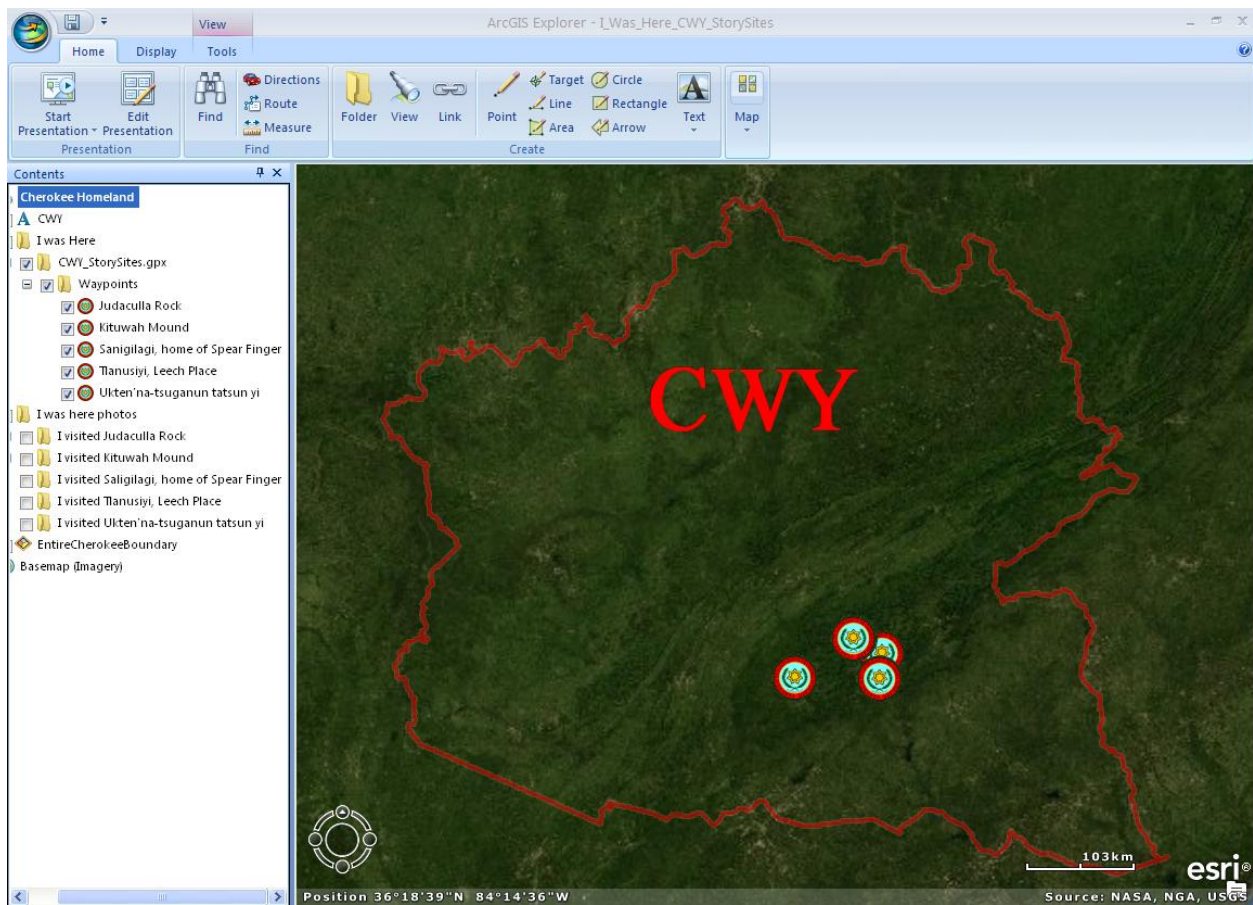 View
ArcGIS Explorer - I_Was_Here_CWY_StorySites
Home
Display
Tools
Start Presentation
Edit Presentation
Presentation
Find
Directions
Route
Measure
Find
Folder
View
Link
Point
Target
Line
Area
Circle
Rectangle
Arrow
Text
Create
Map
Contents
Cherokee Homeland
A CWY
I was Here
CWY_StorySites.gpx
Waypoints
Judaculla Rock
Kituwah Mound
Sanigilagi, home of Spear Finger
Tlanusiyi, Leech Place
Ukten'na-tsuganun tatsun yi
I was here photos
I visited Judaculla Rock
I visited Kituwah Mound
I visited Saligilagi, home of Spear Finger
I visited Tlanusiyi, Leech Place
I visited Ukten'na-tsuganun tatsun yi
EntireCherokeeBoundary
Basemap (Imagery)
CWY
103km
esri
Position 36°18'39"N 84°14'36"W
Source: NASA, NGA, USGS